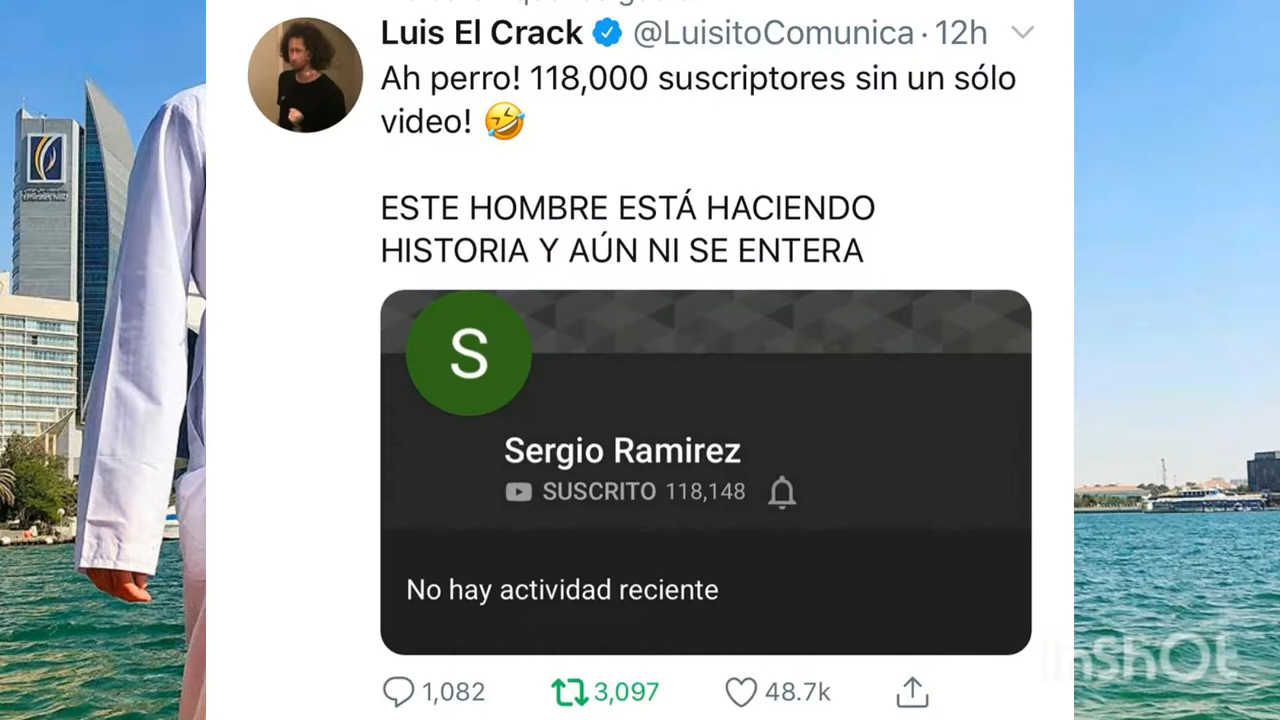 Luis El Crack @LuisitoComunica · 12h
Ah perro! 118,000 suscriptores sin un sólo
video! 🤣
ESTE HOMBRE ESTÁ HACIENDO
HISTORIA Y AÚN NI SE ENTERA
S
Sergio Ramirez
SUSCRITO 118,148
No hay actividad reciente
1,082 3,097 48.7k
InshOt